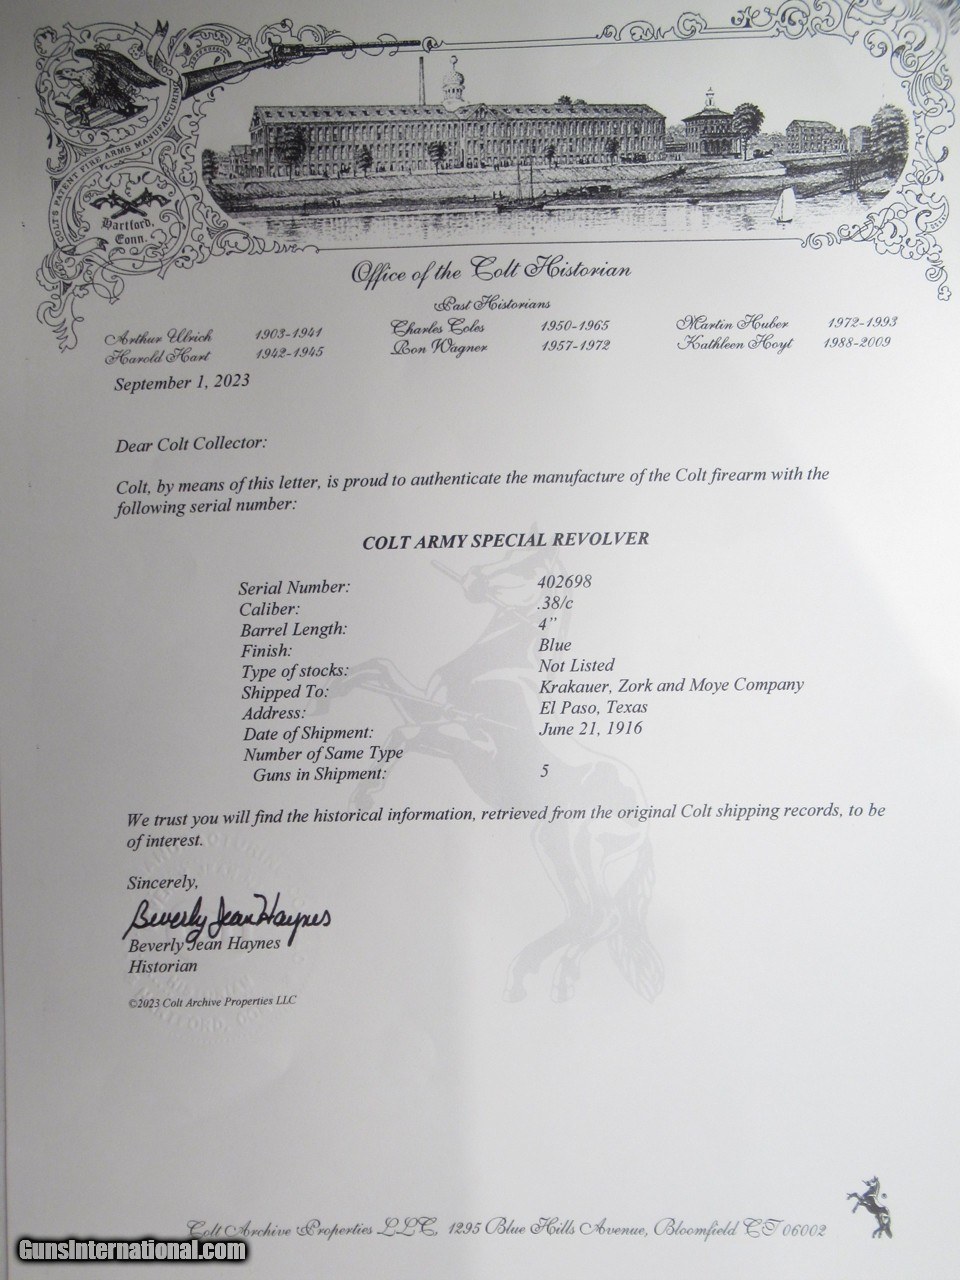 COLT'S PATENT FIRE ARMS MANUFACTURING
Hartford,
Conn.
Office of the Colt Historian
Past Historians
Arthur Ulrich 1903-1941 Charles Coles 1950-1965 Martin Huber 1972-1993
Harold Hart 1942-1945 Ron Wagner 1957-1972 Kathleen Hoyt 1988-2009
September 1, 2023
Dear Colt Collector:
Colt, by means of this letter, is proud to authenticate the manufacture of the Colt firearm with the
following serial number:
COLT ARMY SPECIAL REVOLVER
Serial Number: 402698
Caliber: .38/c
Barrel Length: 4"
Finish: Blue
Type of stocks: Not Listed
Shipped To: Krakauer, Zork and Moye Company
Address: El Paso, Texas
Date of Shipment: June 21, 1916
Number of Same Type
Guns in Shipment: 5
We trust you will find the historical information, retrieved from the original Colt shipping records, to be
of interest.
Sincerely,
Beverly Jean Haynes
Beverly Jean Haynes
Historian
©2023 Colt Archive Properties LLC
Colt Archive Properties LLC, 1295 Blue Hills Avenue, Bloomfield CT 06002
GunsInternational.com